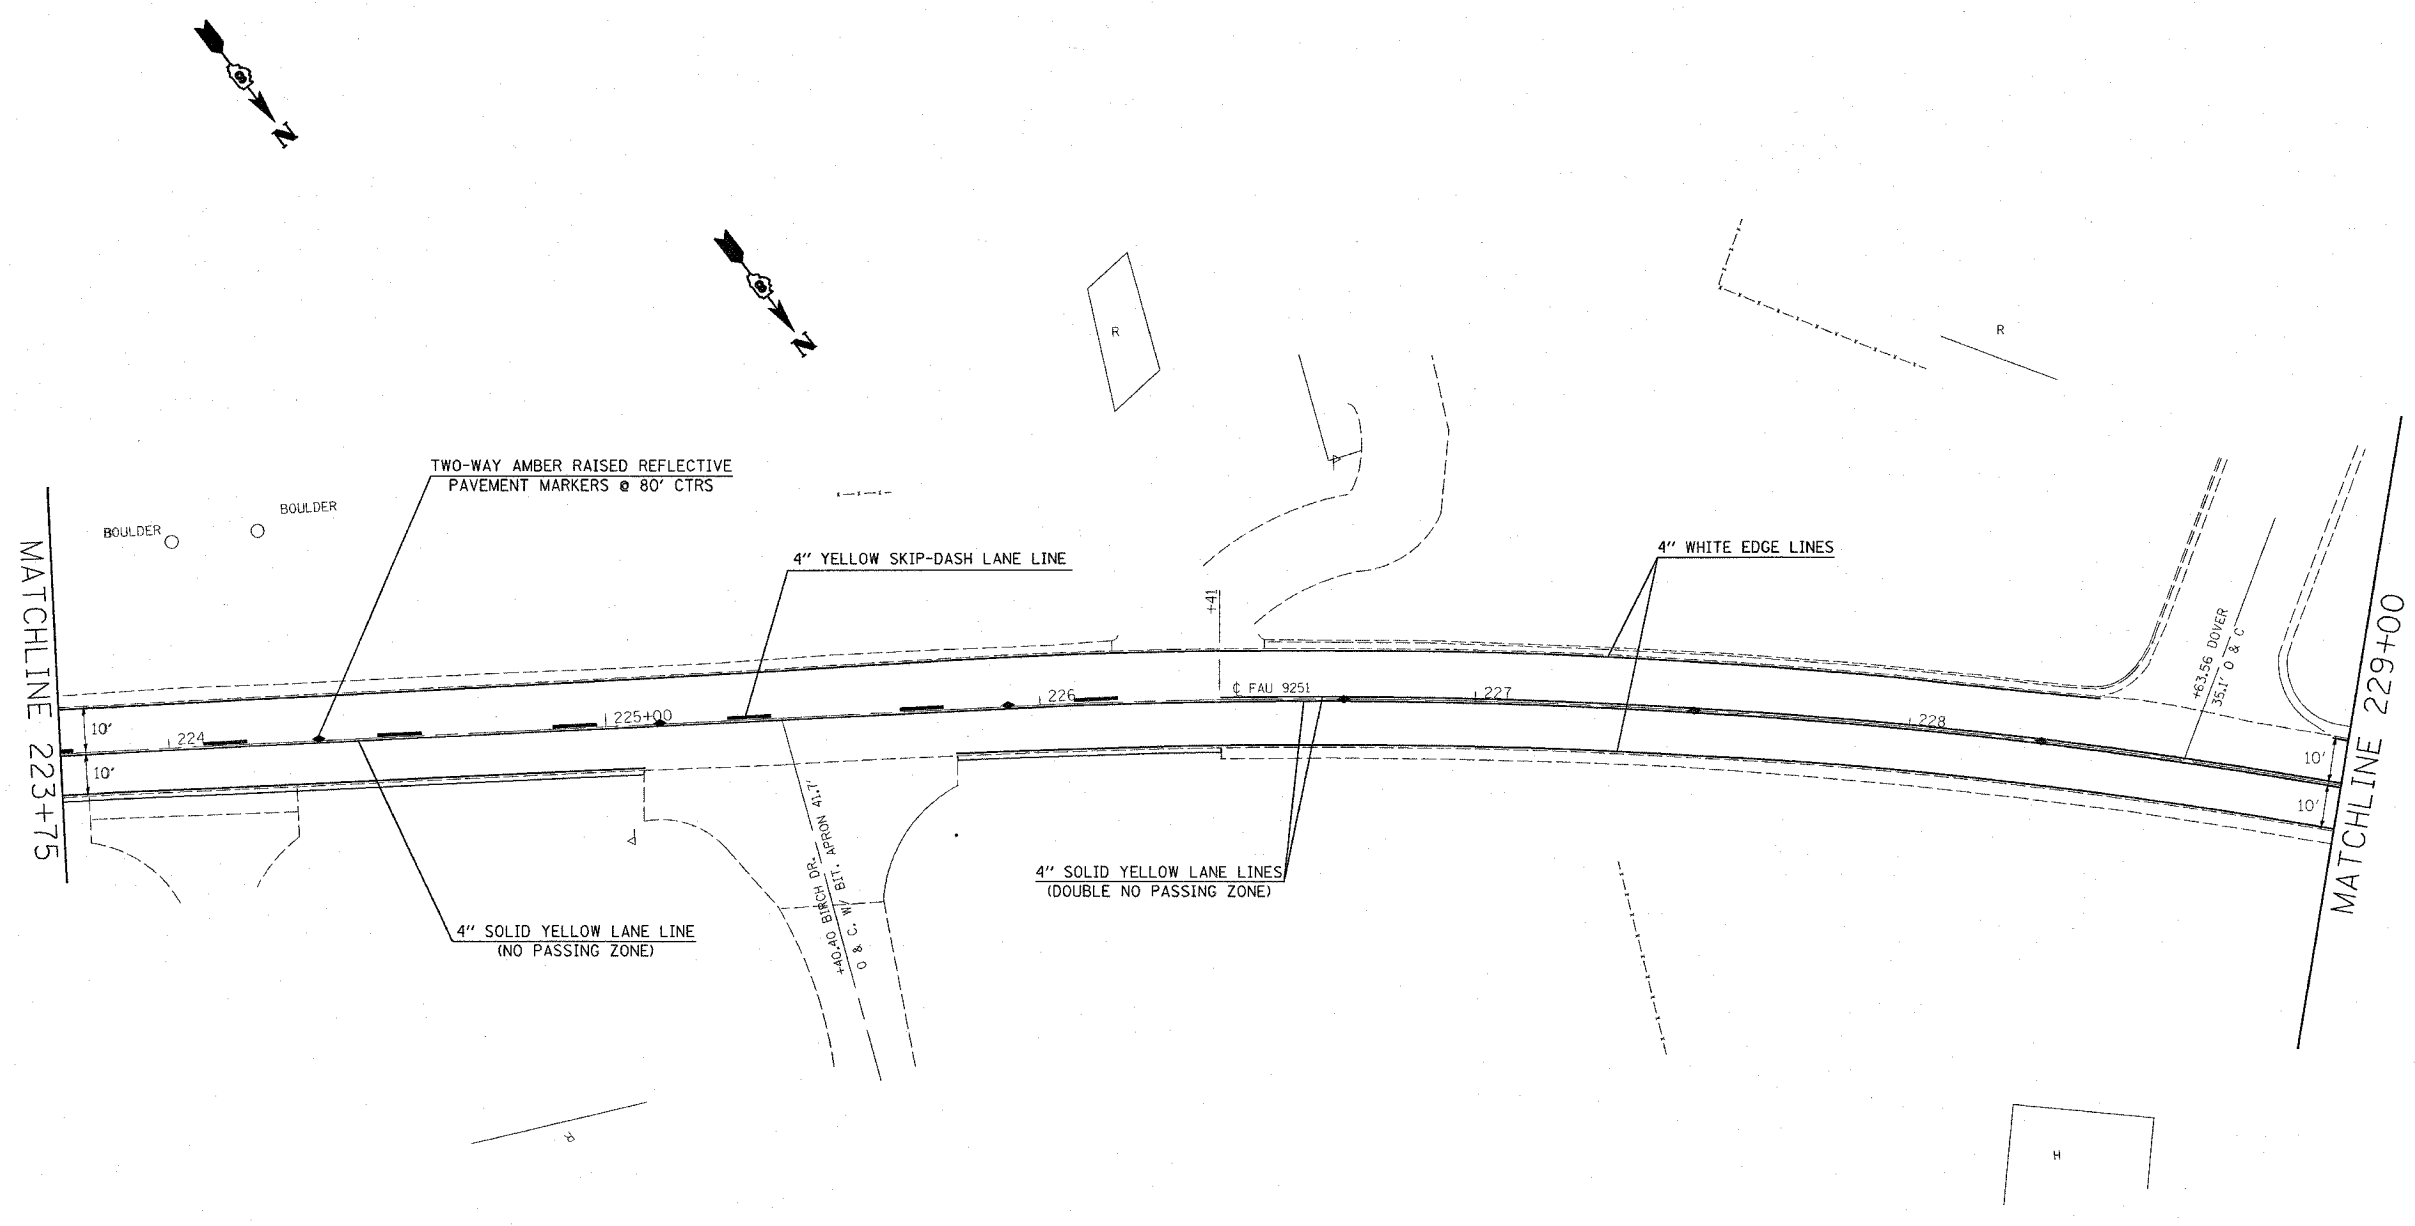 N
N
R
R
TWO-WAY AMBER RAISED REFLECTIVE
PAVEMENT MARKERS @ 80' CTRS
BOULDER
BOULDER
4" YELLOW SKIP-DASH LANE LINE
4" WHITE EDGE LINES
MATCHLINE 223+75
MATCHLINE 229+00
+41
℄ FAU 9251
224
225+00
226
227
228
10'
10'
10'
10'
+63.56 DOVER
35.1' O & C
+40.40 BIRCH DR.
O & C. W/ BIT. APRON 41.7'
4" SOLID YELLOW LANE LINES
(DOUBLE NO PASSING ZONE)
4" SOLID YELLOW LANE LINE
(NO PASSING ZONE)
R
H